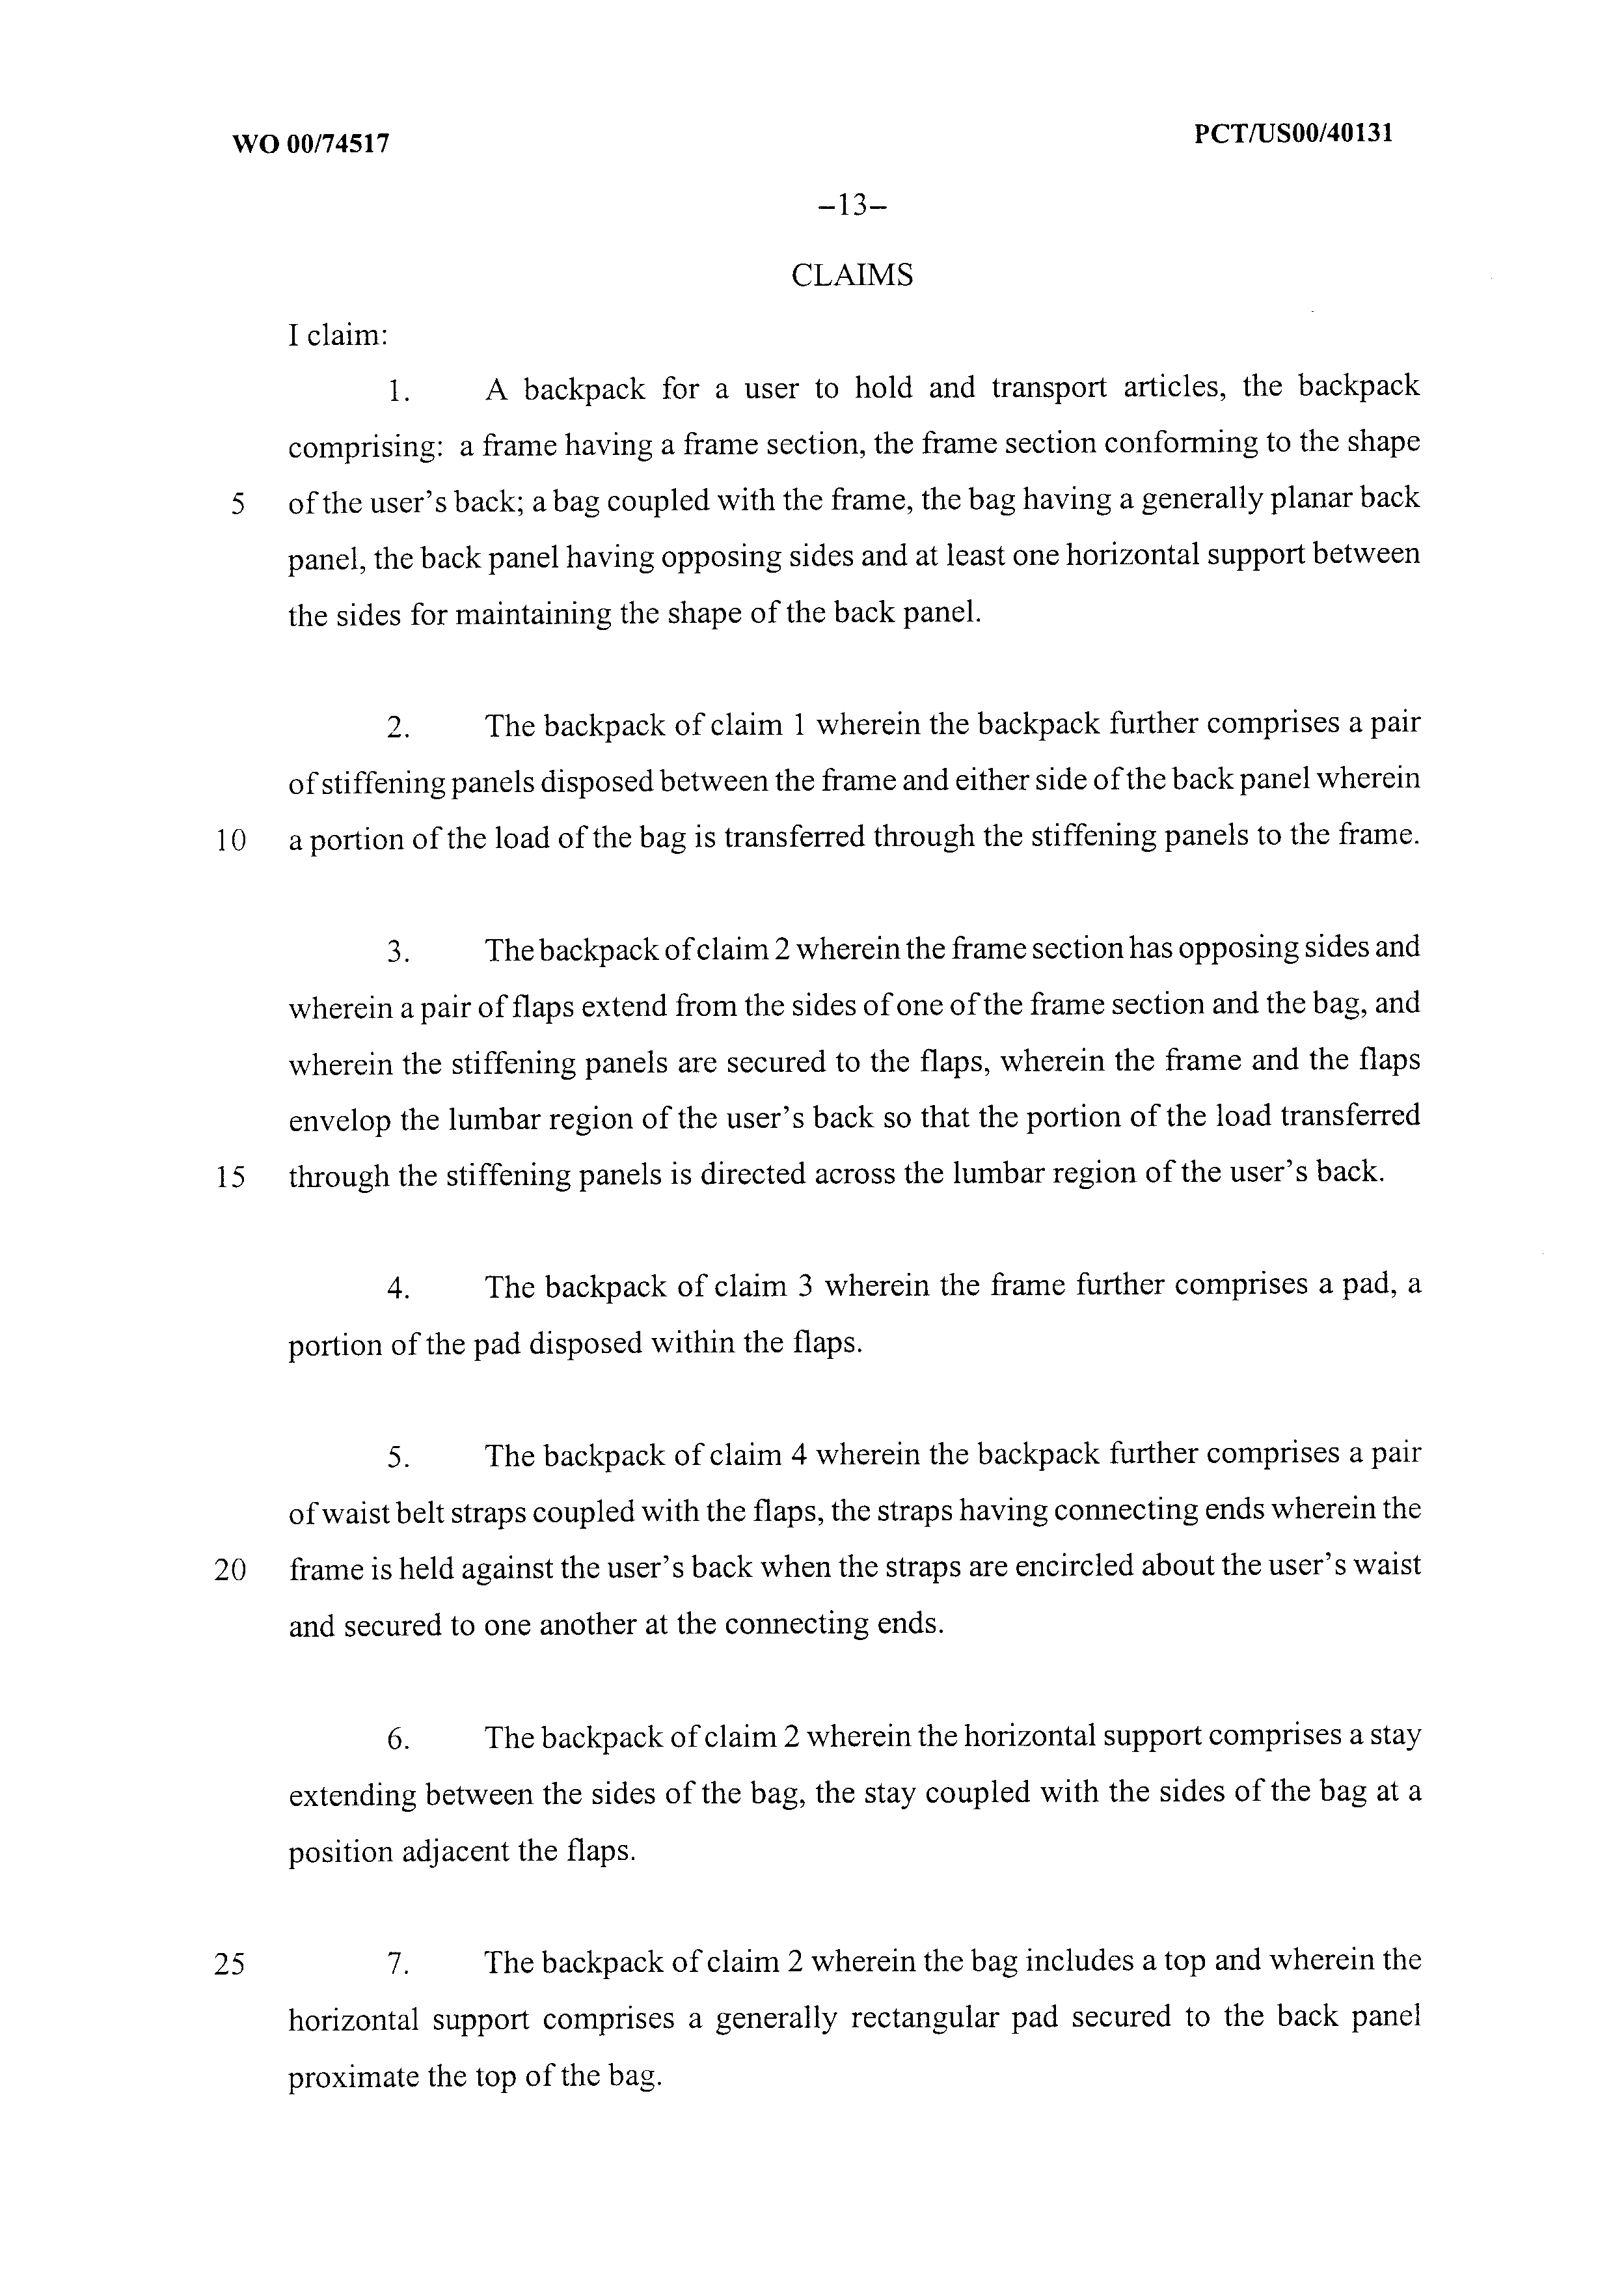 WO 00/74517 PCT/US00/40131
–13–
CLAIMS
I claim:
1. A backpack for a user to hold and transport articles, the backpack
comprising: a frame having a frame section, the frame section conforming to the shape
5 of the user's back; a bag coupled with the frame, the bag having a generally planar back
panel, the back panel having opposing sides and at least one horizontal support between
the sides for maintaining the shape of the back panel.
2. The backpack of claim 1 wherein the backpack further comprises a pair
of stiffening panels disposed between the frame and either side of the back panel wherein
10 a portion of the load of the bag is transferred through the stiffening panels to the frame.
3. The backpack of claim 2 wherein the frame section has opposing sides and
wherein a pair of flaps extend from the sides of one of the frame section and the bag, and
wherein the stiffening panels are secured to the flaps, wherein the frame and the flaps
envelop the lumbar region of the user's back so that the portion of the load transferred
15 through the stiffening panels is directed across the lumbar region of the user's back.
4. The backpack of claim 3 wherein the frame further comprises a pad, a
portion of the pad disposed within the flaps.
5. The backpack of claim 4 wherein the backpack further comprises a pair
of waist belt straps coupled with the flaps, the straps having connecting ends wherein the
20 frame is held against the user's back when the straps are encircled about the user's waist
and secured to one another at the connecting ends.
6. The backpack of claim 2 wherein the horizontal support comprises a stay
extending between the sides of the bag, the stay coupled with the sides of the bag at a
position adjacent the flaps.
25 7. The backpack of claim 2 wherein the bag includes a top and wherein the
horizontal support comprises a generally rectangular pad secured to the back panel
proximate the top of the bag.